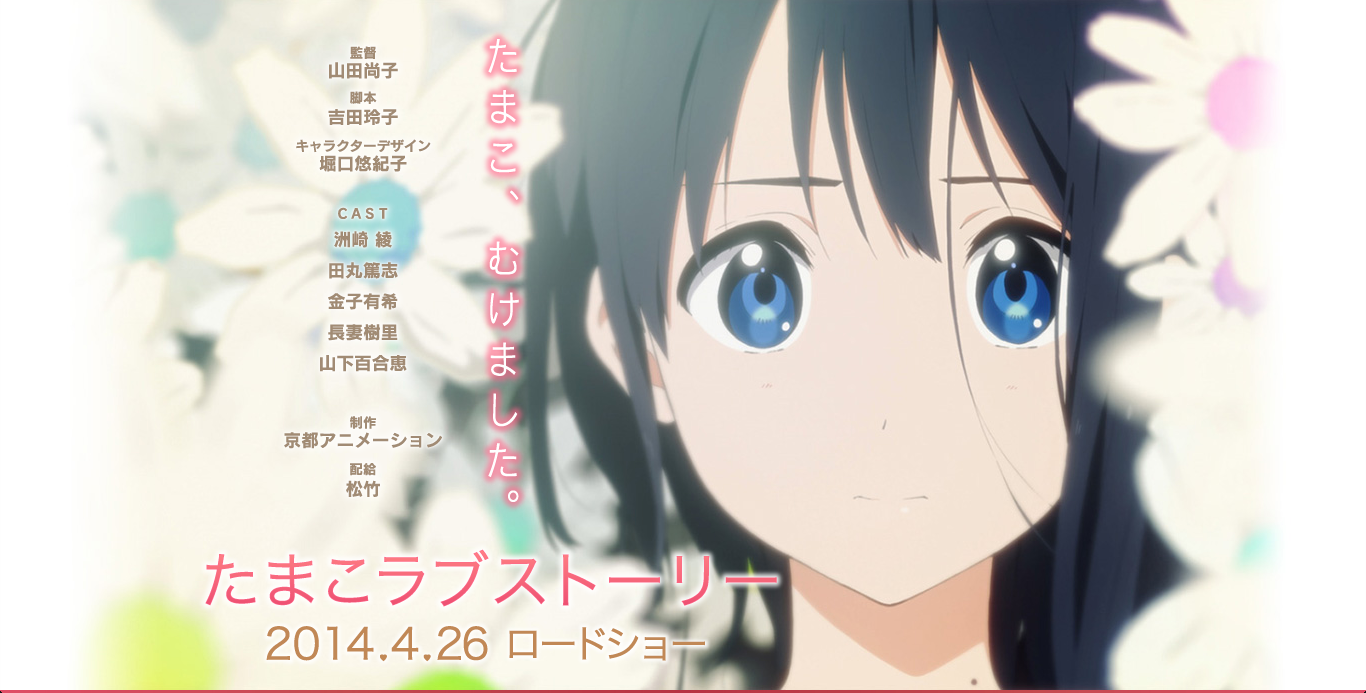 監督
山田尚子
脚本
吉田玲子
キャラクターデザイン
堀口悠紀子
CAST
洲崎 綾
田丸篤志
金子有希
長妻樹里
山下百合恵
制作
京都アニメーション
配給
松竹
たまこ、むけました。
たまこラブストーリー
2014.4.26 ロードショー